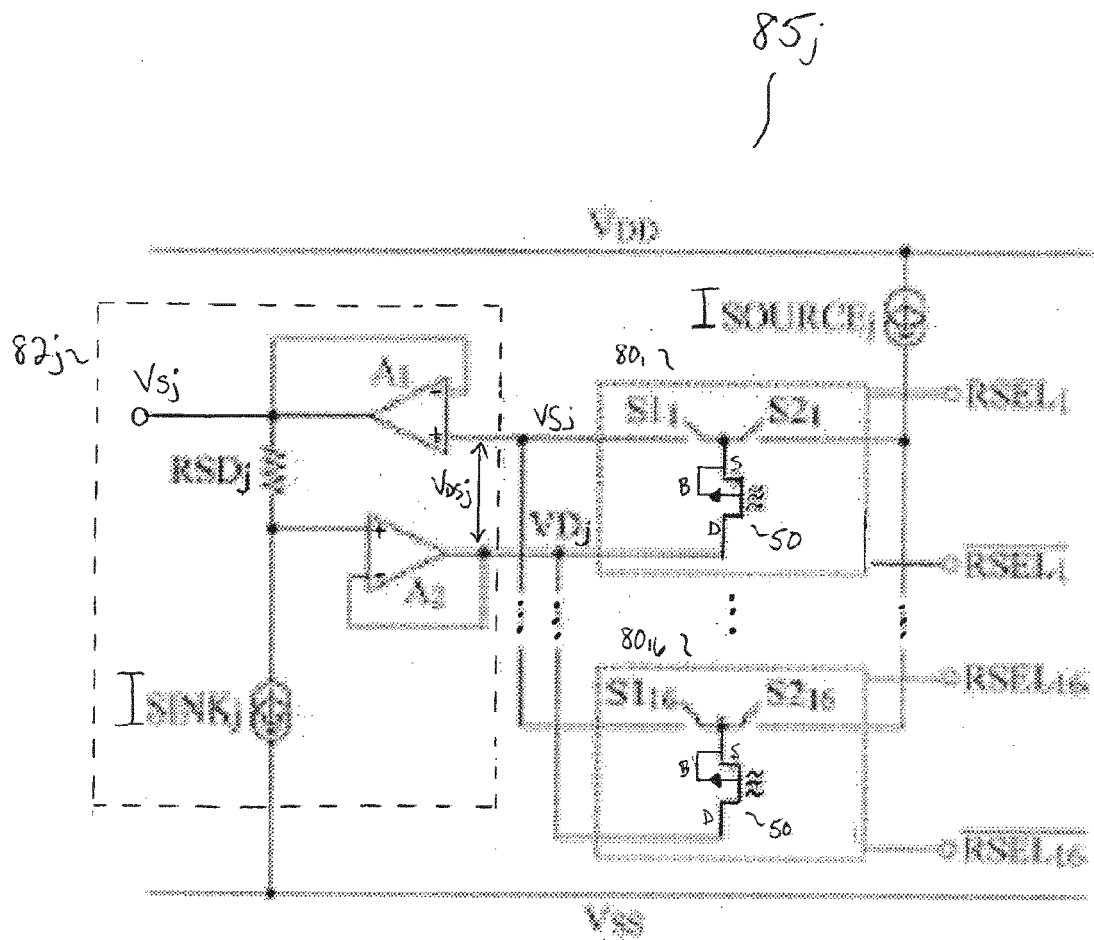 85j
VDD
ISOURCEj
82j~
VSj
A1
80₁~
RSEL1
VSj
S11
S21
RSDj
VDSj
B
S
VDj
D
~50
A2
RSEL1
80₁₆~
RSEL16
ISINKj
S116
S216
B
S
D
~50
RSEL16
VSS